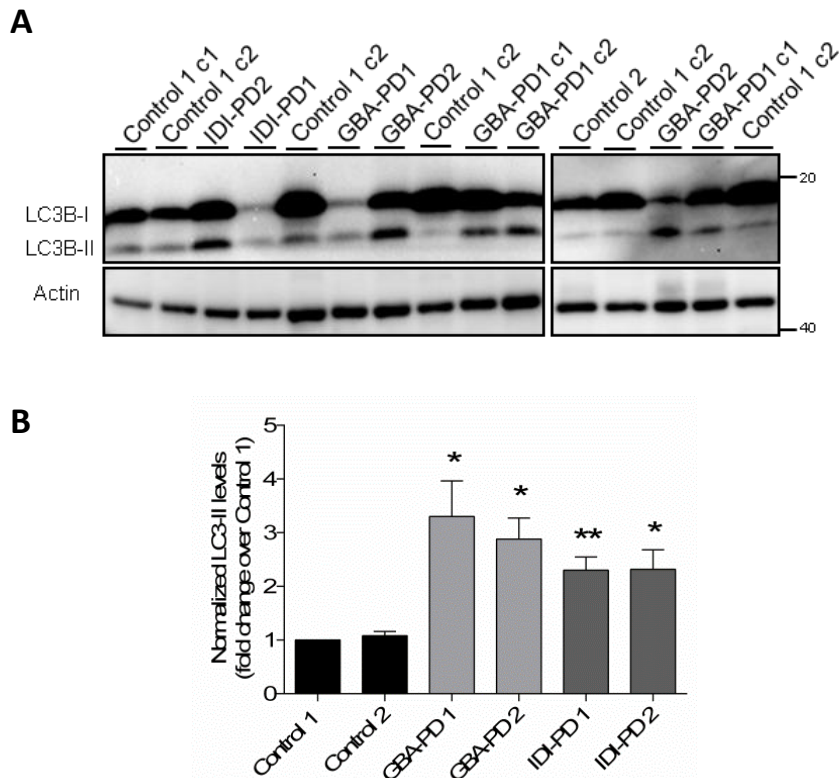 A
Control 1 c1
Control 1 c2
IDI-PD2
IDI-PD1
Control 1 c2
GBA-PD1
GBA-PD2
Control 1 c2
GBA-PD1 c1
GBA-PD1 c2
Control 2
Control 1 c2
GBA-PD2
GBA-PD1 c1
Control 1 c2
LC3B-I
LC3B-II
Actin
20
40
B
Normalized LC3-II levels
(fold change over Control 1)
5
4
3
2
1
0
*
*
**
*
Control 1
Control 2
GBA-PD 1
GBA-PD 2
IDI-PD 1
IDI-PD 2